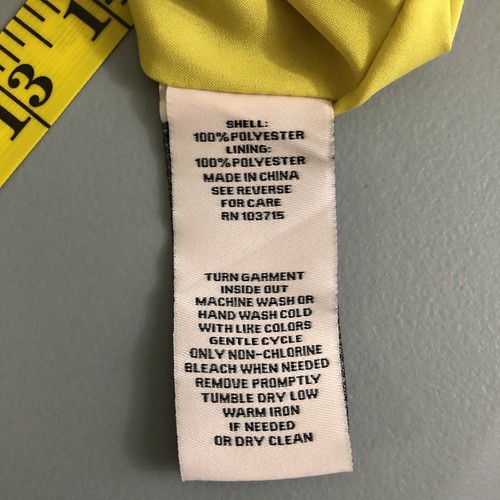 13
1
SHELL:
100% POLYESTER
LINING:
100% POLYESTER
MADE IN CHINA
SEE REVERSE
FOR CARE
RN 103715
TURN GARMENT
INSIDE OUT
MACHINE WASH OR
HAND WASH COLD
WITH LIKE COLORS
GENTLE CYCLE
ONLY NON-CHLORINE
BLEACH WHEN NEEDED
REMOVE PROMPTLY
TUMBLE DRY LOW
WARM IRON
IF NEEDED
OR DRY CLEAN